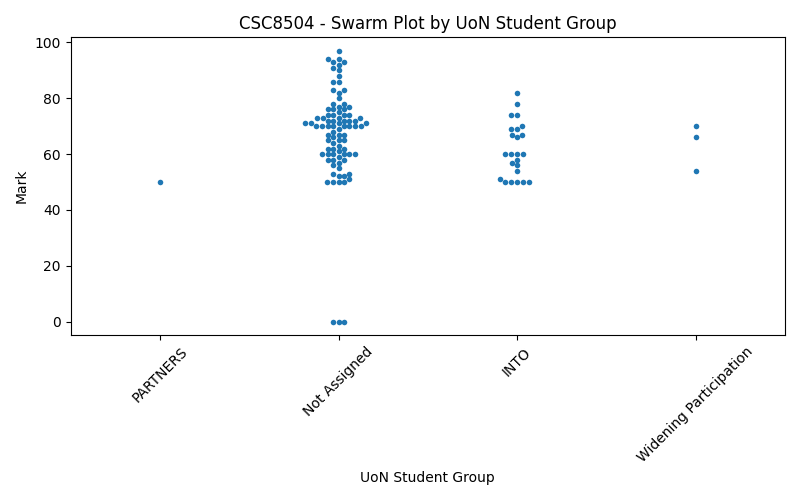 CSC8504 - Swarm Plot by UoN Student Group
100
80
60
40
20
0
Mark
PARTNERS
Not Assigned
INTO
Widening Participation
UoN Student Group